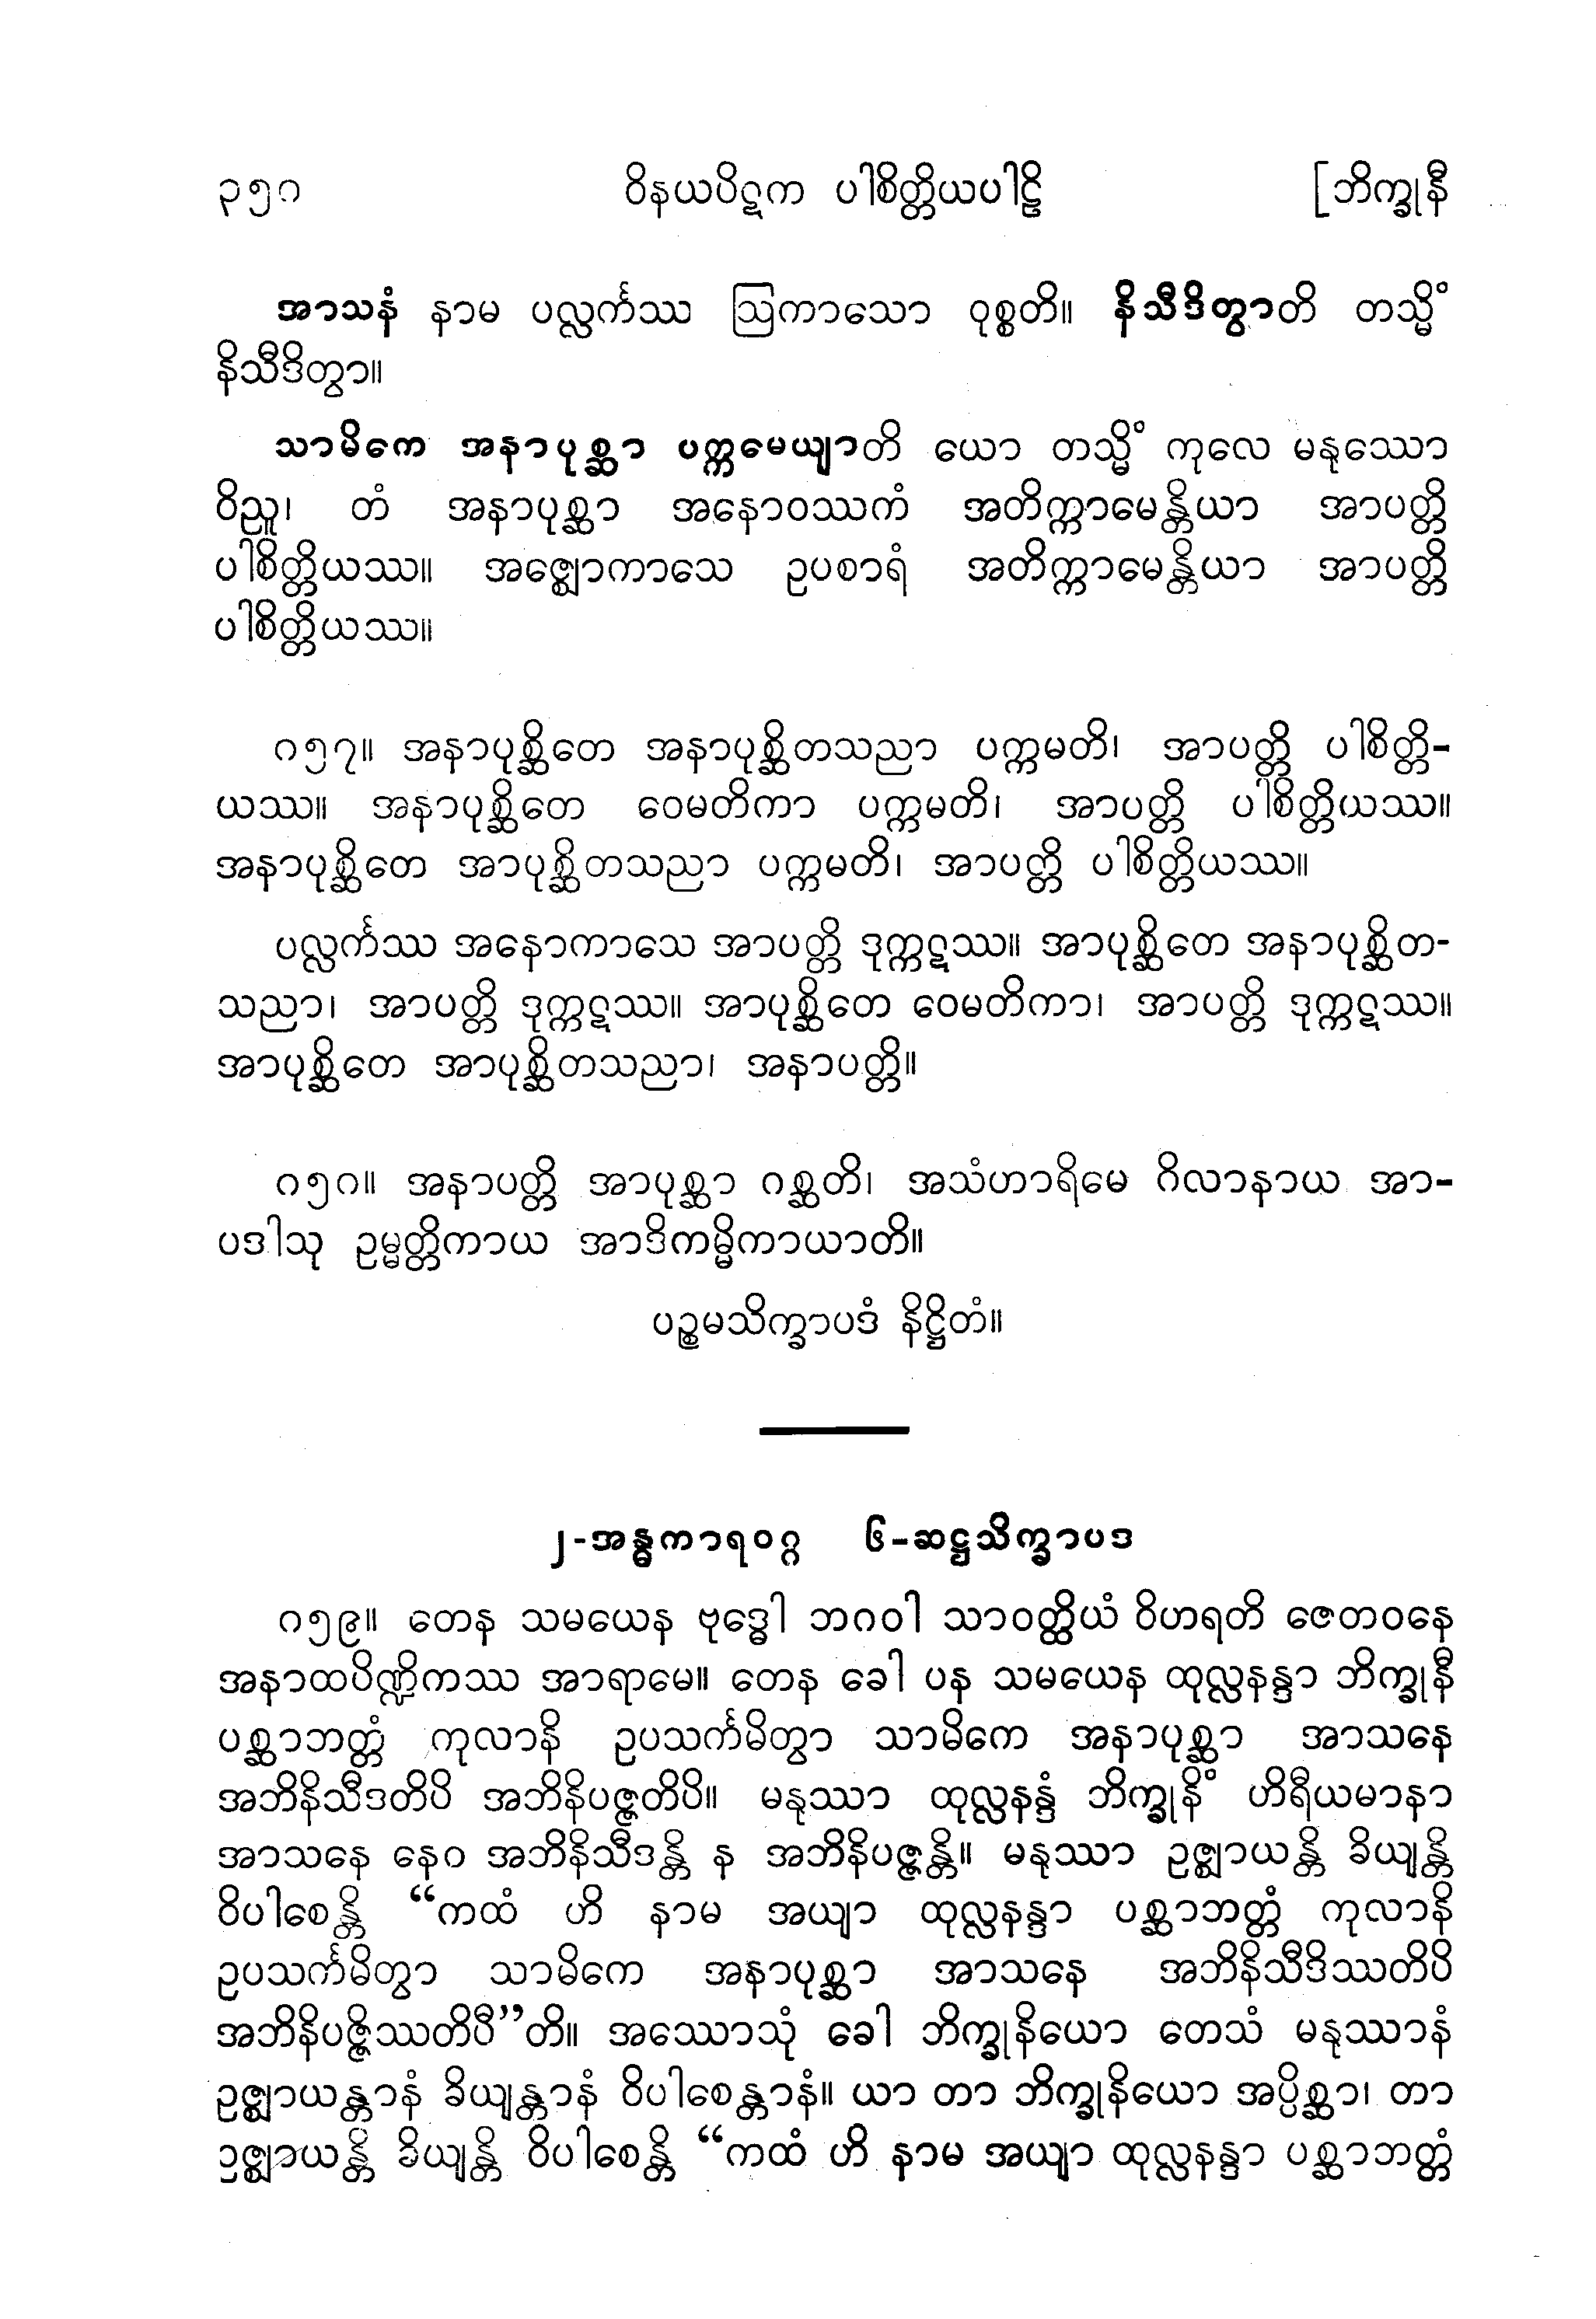 ၃၅၈ ဝိနယပိဋက ပါစိတ္တိယပါဠိ [ဘိက္ခုနီ
အာသနံ နာမ ပလ္လင်္ကဿ ဩကာသော ဝုစ္စတိ။ နိသီဒိတွာတိ တသ္မိံ
နိသီဒိတွာ။
သာမိကေ အနာပုစ္ဆာ ပက္ကမေယျာတိ ယော တသ္မိံ ကုလေ မနုဿော
ဝိညူ၊ တံ အနာပုစ္ဆာ အနောဝဿကံ အတိက္ကာမေန္တိယာ အာပတ္တိ
ပါစိတ္တိယဿ။ အဇ္ဈောကာသေ ဥပစာရံ အတိက္ကာမေန္တိယာ အာပတ္တိ
ပါစိတ္တိယဿ။
၈၅၇။ အနာပုစ္ဆိတေ အနာပုစ္ဆိတသညာ ပက္ကမတိ၊ အာပတ္တိ ပါစိတ္တိ-
ယဿ။ အနာပုစ္ဆိတေ ဝေမတိကာ ပက္ကမတိ၊ အာပတ္တိ ပါစိတ္တိယဿ။
အနာပုစ္ဆိတေ အာပုစ္ဆိတသညာ ပက္ကမတိ၊ အာပတ္တိ ပါစိတ္တိယဿ။
ပလ္လင်္ကဿ အနောကာသေ အာပတ္တိ ဒုက္ကဋဿ။ အာပုစ္ဆိတေ အနာပုစ္ဆိတ-
သညာ၊ အာပတ္တိ ဒုက္ကဋဿ။ အာပုစ္ဆိတေ ဝေမတိကာ၊ အာပတ္တိ ဒုက္ကဋဿ။
အာပုစ္ဆိတေ အာပုစ္ဆိတသညာ၊ အနာပတ္တိ။
၈၅၈။ အနာပတ္တိ အာပုစ္ဆာ ဂစ္ဆတိ၊ အသံဟာရိမေ ဂိလာနာယ အာ-
ပဒါသု ဥမ္မတ္တိကာယ အာဒိကမ္မိကာယာတိ။
ပဉ္စမသိက္ခာပဒံ နိဋ္ဌိတံ။
၂-အန္ဓကာရဝဂ္ဂ ၆-ဆဋ္ဌသိက္ခာပဒ
၈၅၉။ တေန သမယေန ဗုဒ္ဓေါ ဘဂဝါ သာဝတ္ထိယံ ဝိဟရတိ ဇေတဝနေ
အနာထပိဏ္ဍိကဿ အာရာမေ။ တေန ခေါ ပန သမယေန ထုလ္လနန္ဒာ ဘိက္ခုနီ
ပစ္ဆာဘတ္တံ ကုလာနိ ဥပသင်္ကမိတွာ သာမိကေ အနာပုစ္ဆာ အာသနေ
အဘိနိသီဒတိပိ အဘိနိပဇ္ဇတိပိ။ မနုဿာ ထုလ္လနန္ဒံ ဘိက္ခုနိံ ဟိရီယမာနာ
အာသနေ နေဝ အဘိနိသီဒန္တိ န အဘိနိပဇ္ဇန္တိ။ မနုဿာ ဥဇ္ဈာယန္တိ ခိယျန္တိ
ဝိပါစေန္တိ “ကထံ ဟိ နာမ အယျာ ထုလ္လနန္ဒာ ပစ္ဆာဘတ္တံ ကုလာနိ
ဥပသင်္ကမိတွာ သာမိကေ အနာပုစ္ဆာ အာသနေ အဘိနိသီဒိဿတိပိ
အဘိနိပဇ္ဇိဿတိပီ”တိ။ အဿောသုံ ခေါ ဘိက္ခုနိယော တေသံ မနုဿာနံ
ဥဇ္ဈာယန္တာနံ ခိယျန္တာနံ ဝိပါစေန္တာနံ။ ယာ တာ ဘိက္ခုနိယော အပ္ပိစ္ဆာ၊ တာ
ဥဇ္ဈာယန္တိ ခိယျန္တိ ဝိပါစေန္တိ “ကထံ ဟိ နာမ အယျာ ထုလ္လနန္ဒာ ပစ္ဆာဘတ္တံ